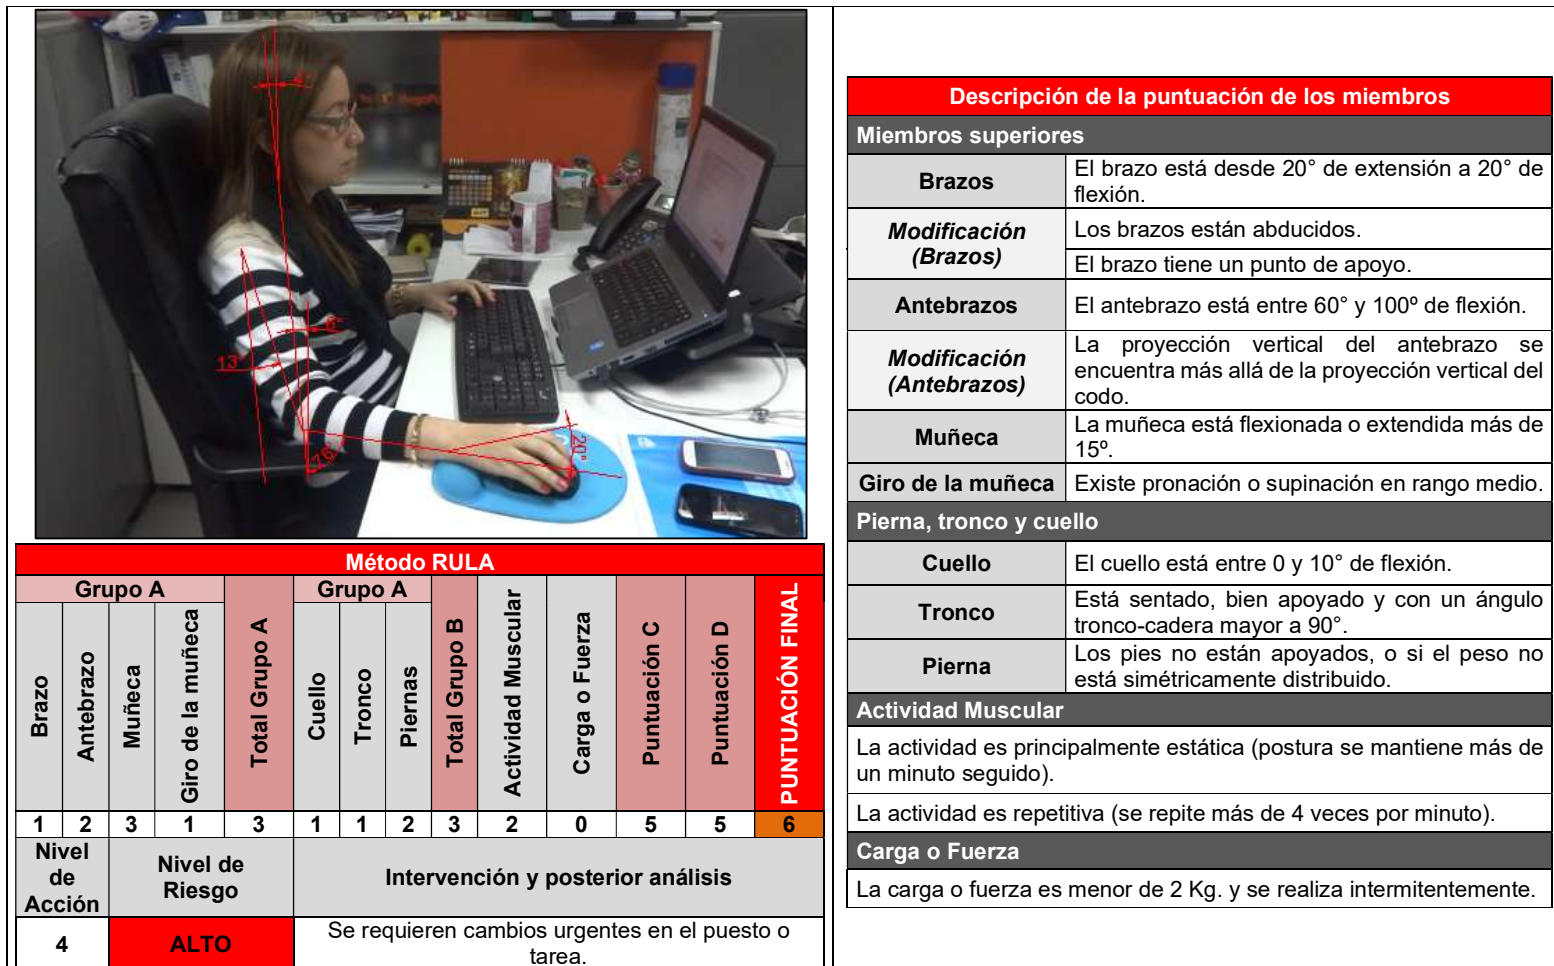 4°
6°
13°
76°
20°
Método RULA
Grupo A
Grupo A
Brazo
Antebrazo
Muñeca
Giro de la muñeca
Total Grupo A
Cuello
Tronco
Piernas
Total Grupo B
Actividad Muscular
Carga o Fuerza
Puntuación C
Puntuación D
PUNTUACIÓN FINAL
1 2 3 1 3 1 1 2 3 2 0 5 5 6
Nivel
de
Acción
Nivel de
Riesgo
Intervención y posterior análisis
4
ALTO
Se requieren cambios urgentes en el puesto o
tarea.
Descripción de la puntuación de los miembros
Miembros superiores
Brazos
El brazo está desde 20° de extensión a 20° de
flexión.
Modificación
(Brazos)
Los brazos están abducidos.
El brazo tiene un punto de apoyo.
Antebrazos
El antebrazo está entre 60° y 100º de flexión.
Modificación
(Antebrazos)
La proyección vertical del antebrazo se
encuentra más allá de la proyección vertical del
codo.
Muñeca
La muñeca está flexionada o extendida más de
15º.
Giro de la muñeca
Existe pronación o supinación en rango medio.
Pierna, tronco y cuello
Cuello
El cuello está entre 0 y 10° de flexión.
Tronco
Está sentado, bien apoyado y con un ángulo
tronco-cadera mayor a 90°.
Pierna
Los pies no están apoyados, o si el peso no
está simétricamente distribuido.
Actividad Muscular
La actividad es principalmente estática (postura se mantiene más de
un minuto seguido).
La actividad es repetitiva (se repite más de 4 veces por minuto).
Carga o Fuerza
La carga o fuerza es menor de 2 Kg. y se realiza intermitentemente.